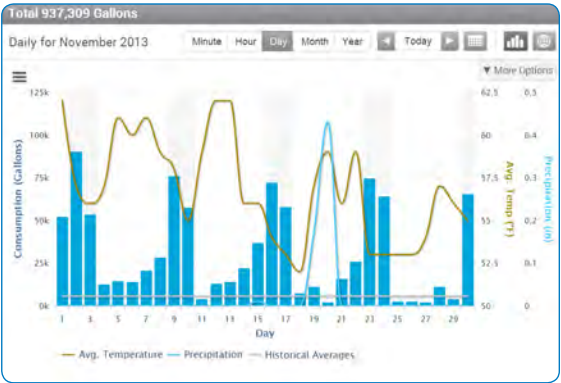 Total 937,309 Gallons
Daily for November 2013 Minute Hour Day Month Year Today
▼ More Options
125k 62.5 0.5
100k 60 0.4
75k 57.5 0.3
50k 55 0.2
25k 52.5 0.1
0k 50 0
Consumption (Gallons)
Avg. Temp (°F)
Precipitation (in)
1 3 5 7 9 11 13 15 17 19 21 23 25 27 29
Day
Avg. Temperature Precipitation Historical Averages